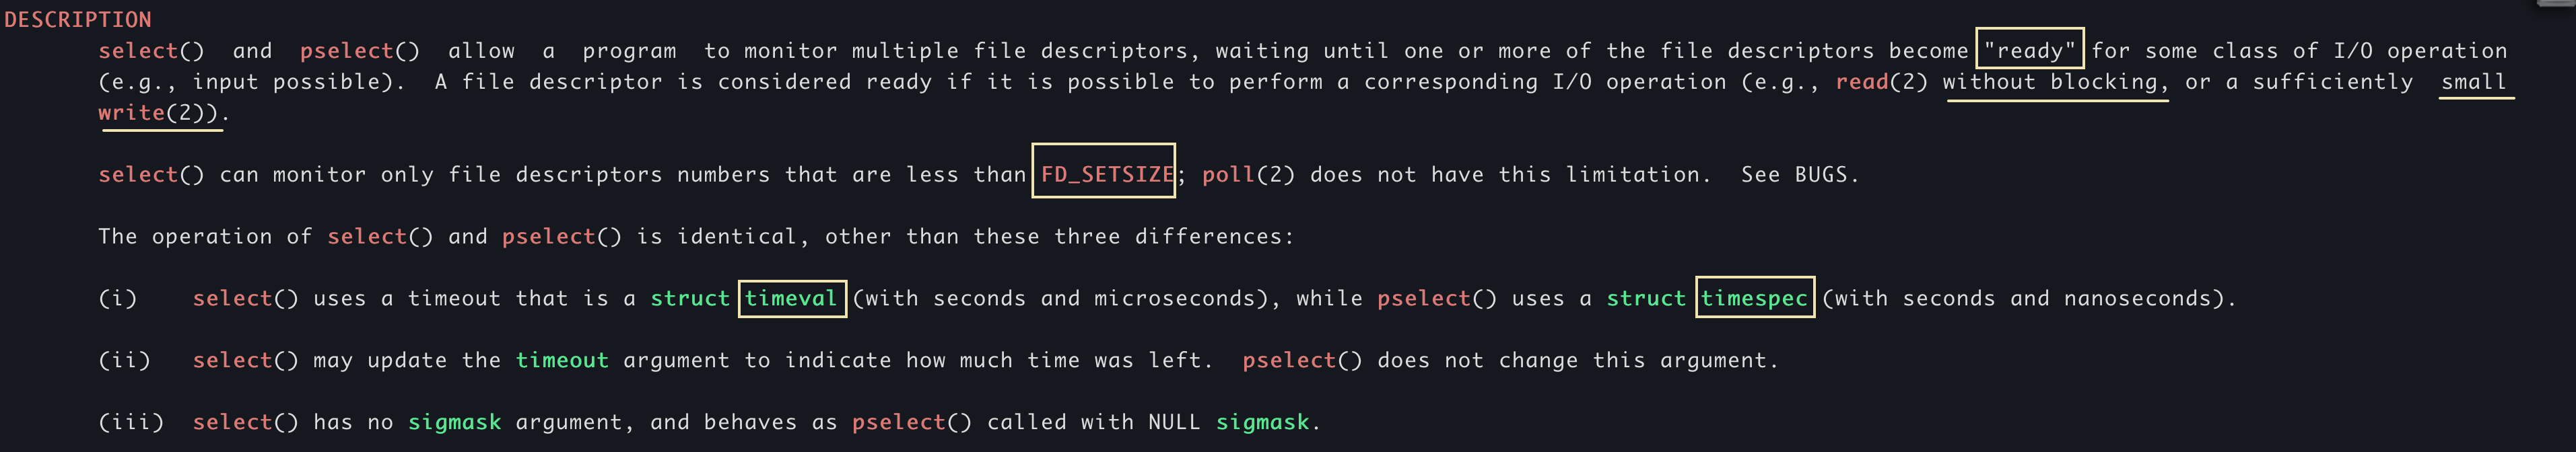 DESCRIPTION
select() and pselect() allow a program to monitor multiple file descriptors, waiting until one or more of the file descriptors become "ready" for some class of I/O operation
(e.g., input possible). A file descriptor is considered ready if it is possible to perform a corresponding I/O operation (e.g., read(2) without blocking, or a sufficiently small
write(2)).
select() can monitor only file descriptors numbers that are less than FD_SETSIZE; poll(2) does not have this limitation. See BUGS.
The operation of select() and pselect() is identical, other than these three differences:
(i) select() uses a timeout that is a struct timeval (with seconds and microseconds), while pselect() uses a struct timespec (with seconds and nanoseconds).
(ii) select() may update the timeout argument to indicate how much time was left. pselect() does not change this argument.
(iii) select() has no sigmask argument, and behaves as pselect() called with NULL sigmask.